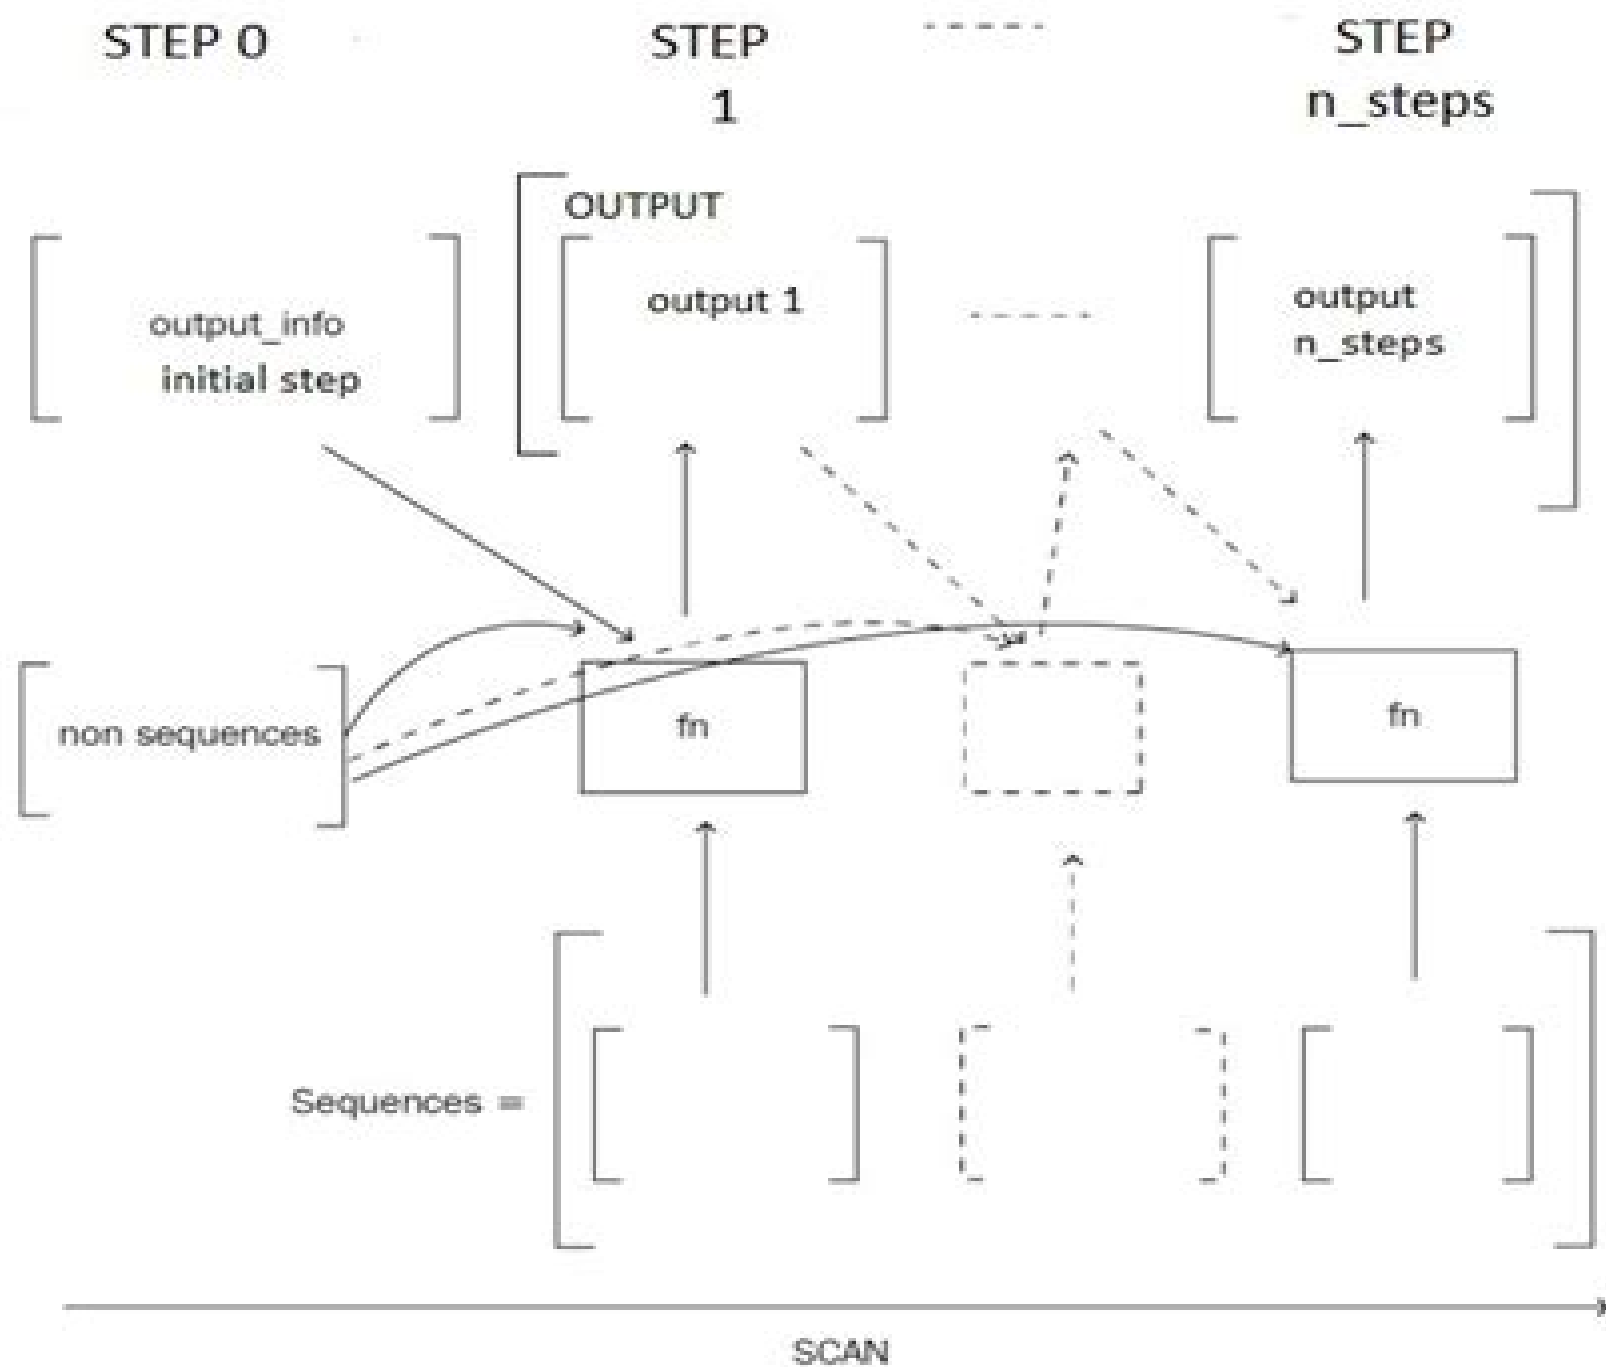 STEP 0
STEP
1
STEP
n_steps
OUTPUT
output_info
initial step
output 1
output
n_steps
non sequences
fn
fn
Sequences =
SCAN